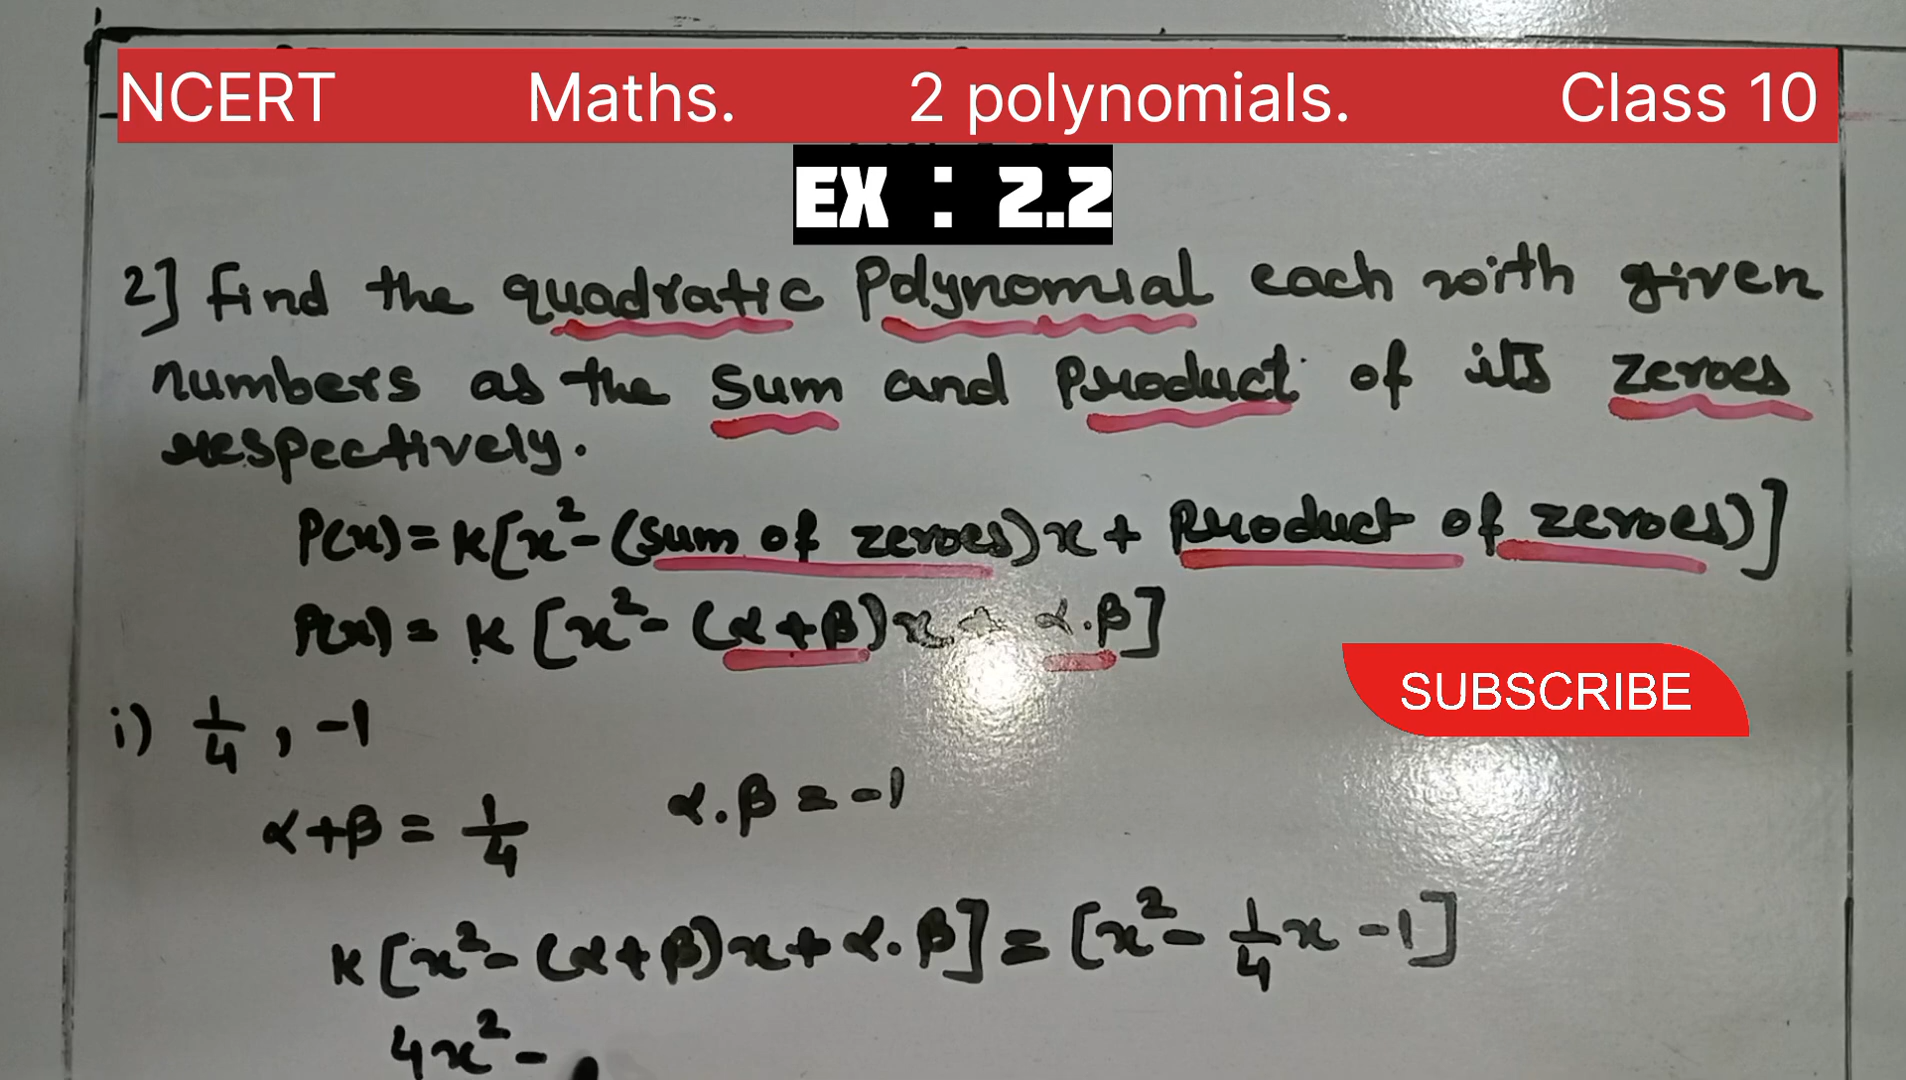 NCERT Maths. 2 polynomials. Class 10
EX : 2.2
2] Find the quadratic Polynomial each with given
numbers as the sum and Product of its zeroes
respectively.
P(x) = K[x² - (sum of zeroes)x + Product of zeroes)]
P(x) = K [x² - (α+β)x + α.β]
i) 1/4 , -1
α+β = 1/4 α.β = -1
K[x² - (α+β)x + α.β] = [x² - 1/4 x - 1]
SUBSCRIBE
4x² -